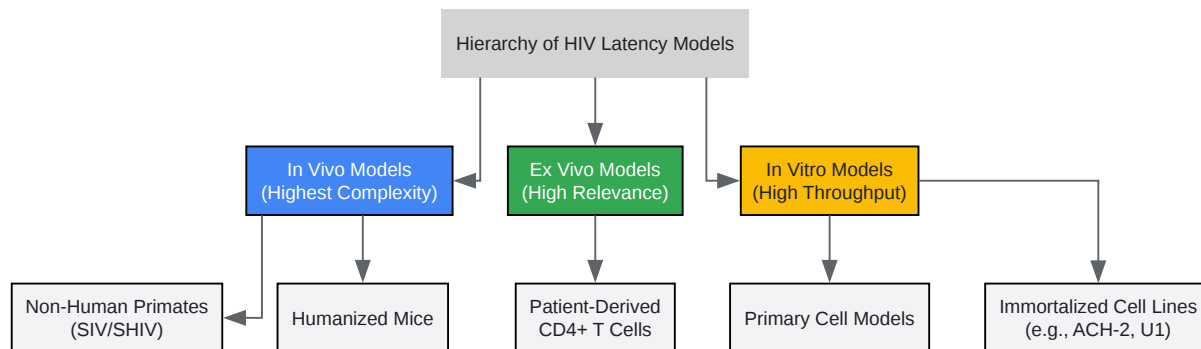 Hierarchy of HIV Latency Models
In Vivo Models
(Highest Complexity)
Ex Vivo Models
(High Relevance)
In Vitro Models
(High Throughput)
Non-Human Primates
(SIV/SHIV)
Humanized Mice
Patient-Derived
CD4+ T Cells
Primary Cell Models
Immortalized Cell Lines
(e.g., ACH-2, U1)